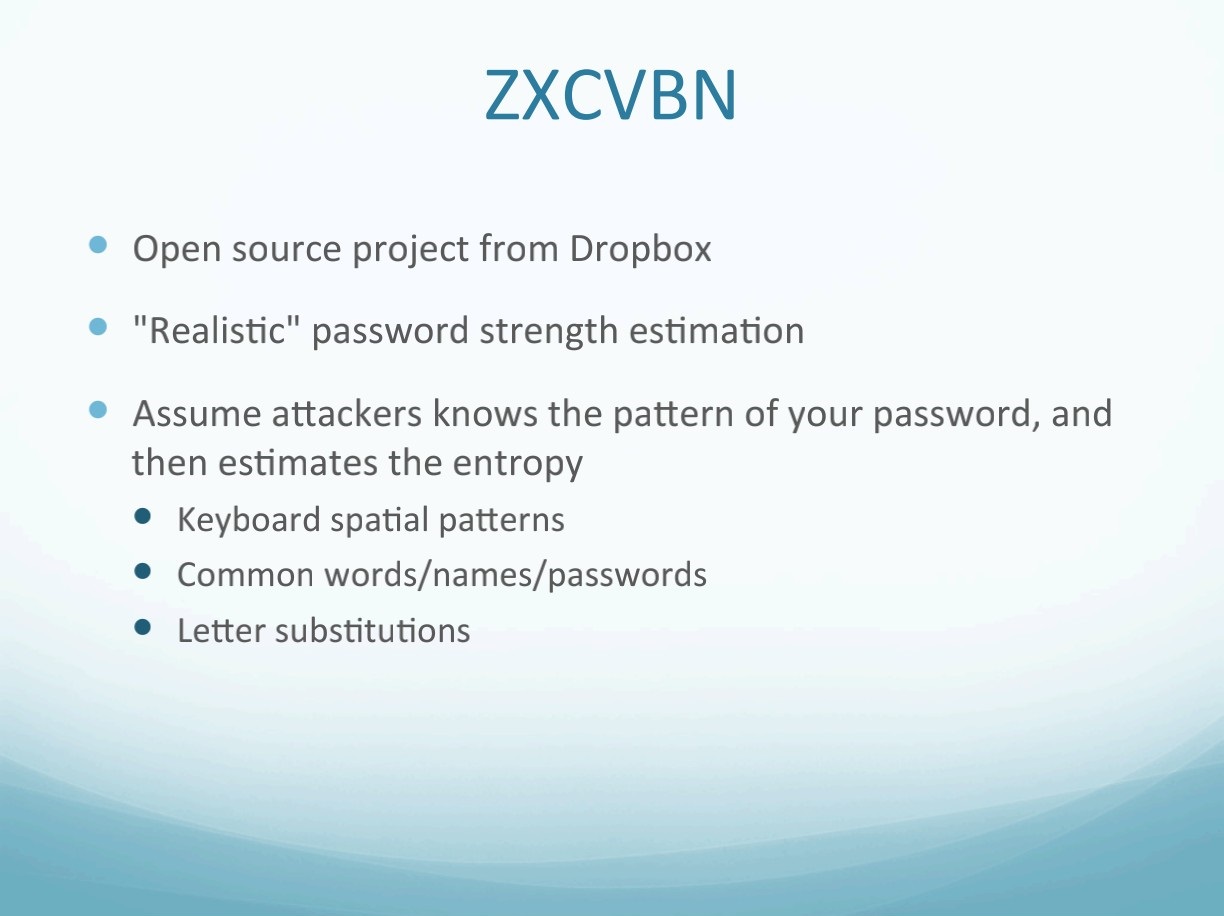 ZXCVBN
Open source project from Dropbox
"Realistic" password strength estimation
Assume attackers knows the pattern of your password, and
then estimates the entropy
Keyboard spatial patterns
Common words/names/passwords
Letter substitutions